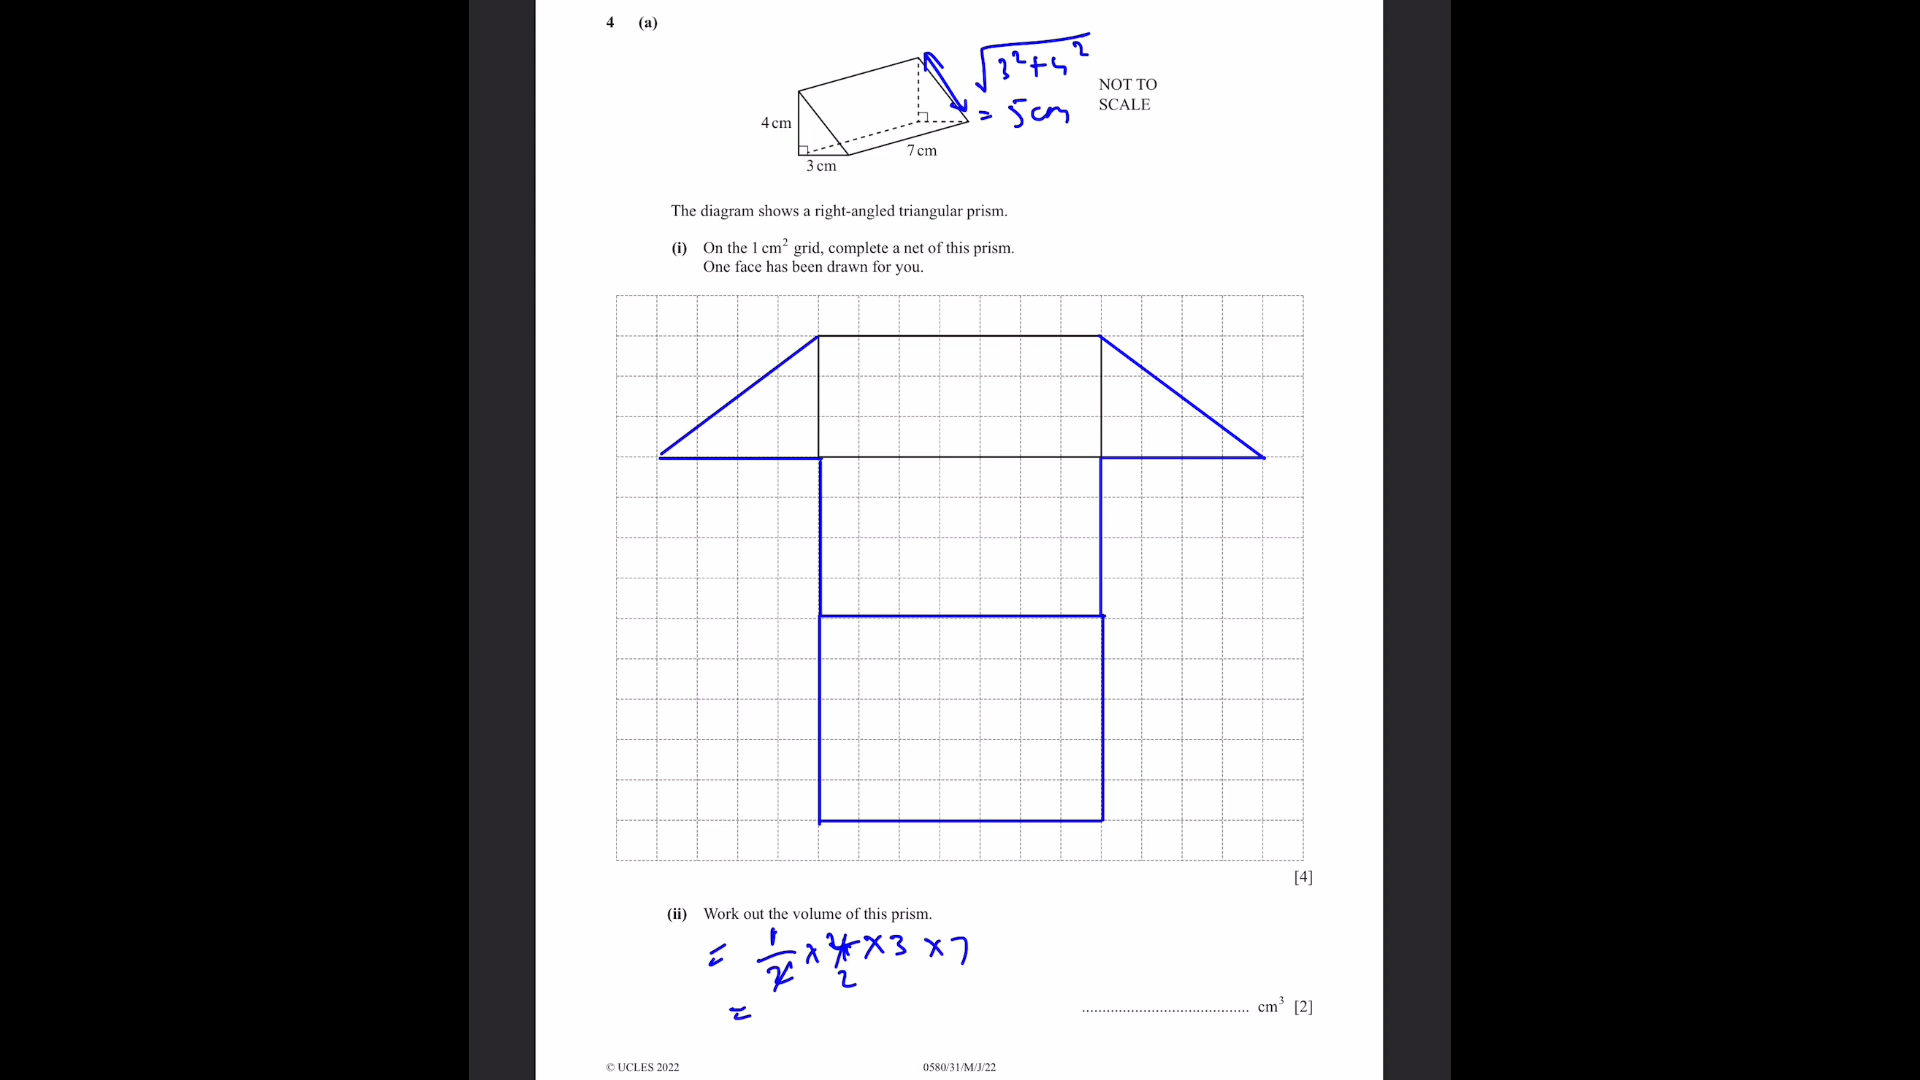 4 (a)
√3²+4²
= 5cm
NOT TO
SCALE
4 cm
3 cm
7 cm
The diagram shows a right-angled triangular prism.
(i) On the 1 cm² grid, complete a net of this prism.
One face has been drawn for you.
[4]
(ii) Work out the volume of this prism.
= 1/2 × 4 2 × 3 × 7
=
........................................ cm³ [2]
© UCLES 2022
0580/31/M/J/22